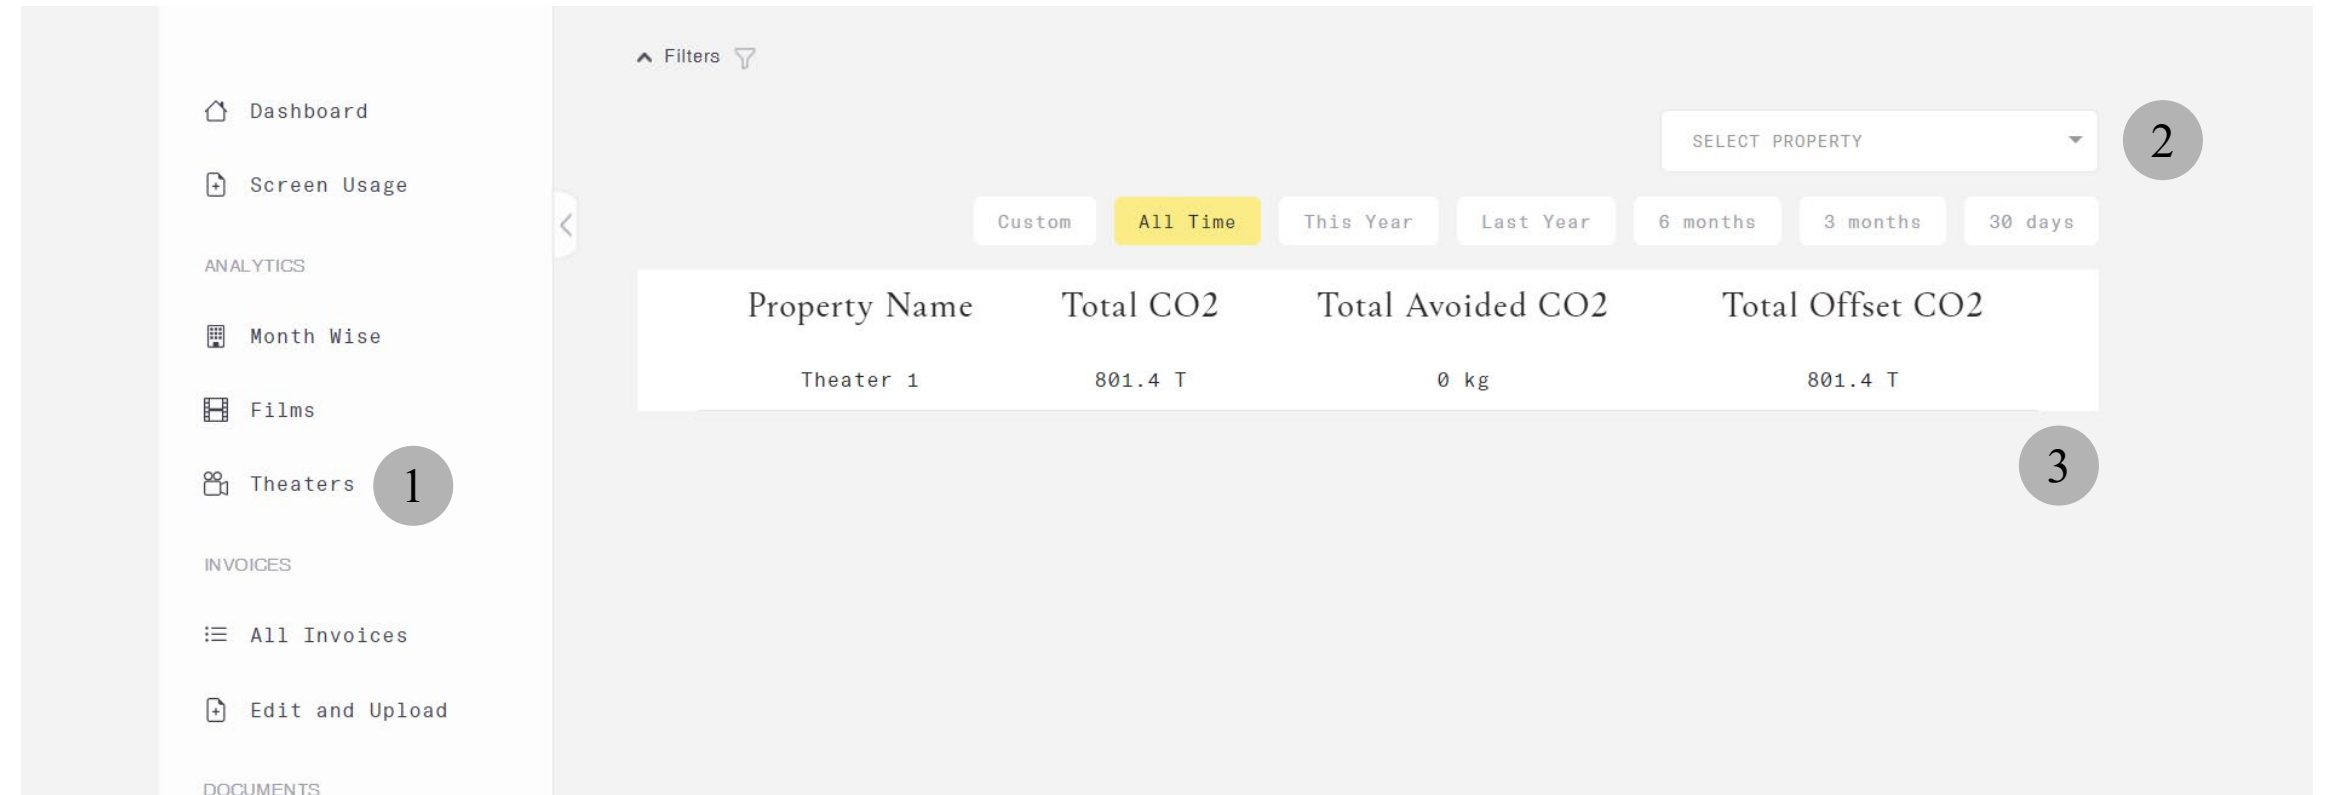 Filters
Dashboard
SELECT PROPERTY
2
Screen Usage
Custom All Time This Year Last Year 6 months 3 months 30 days
ANALYTICS
Property Name Total CO2 Total Avoided CO2 Total Offset CO2
Month Wise
Theater 1 801.4 T 0 kg 801.4 T
Films
Theaters
1
3
INVOICES
All Invoices
Edit and Upload
DOCUMENTS